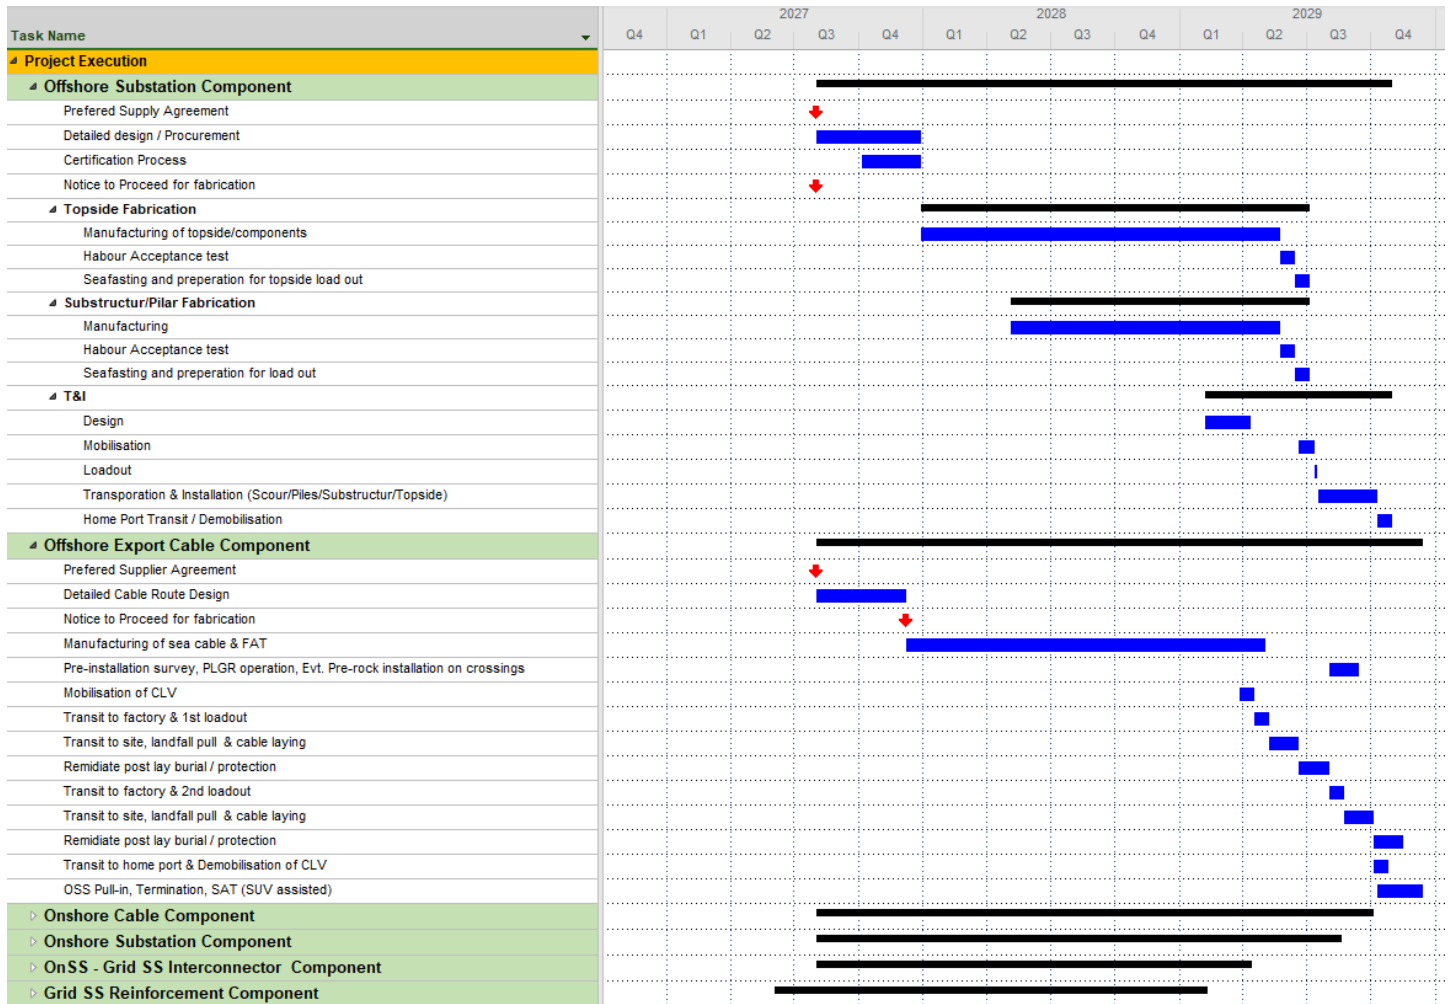 2027 2028 2029
Task Name Q4 Q1 Q2 Q3 Q4 Q1 Q2 Q3 Q4 Q1 Q2 Q3 Q4
Project Execution
Offshore Substation Component
Prefered Supply Agreement
Detailed design / Procurement
Certification Process
Notice to Proceed for fabrication
Topside Fabrication
Manufacturing of topside/components
Habour Acceptance test
Seafasting and preperation for topside load out
Substructur/Pilar Fabrication
Manufacturing
Habour Acceptance test
Seafasting and preperation for load out
T&I
Design
Mobilisation
Loadout
Transporation & Installation (Scour/Piles/Substructur/Topside)
Home Port Transit / Demobilisation
Offshore Export Cable Component
Prefered Supplier Agreement
Detailed Cable Route Design
Notice to Proceed for fabrication
Manufacturing of sea cable & FAT
Pre-installation survey, PLGR operation, Evt. Pre-rock installation on crossings
Mobilisation of CLV
Transit to factory & 1st loadout
Transit to site, landfall pull & cable laying
Remidiate post lay burial / protection
Transit to factory & 2nd loadout
Transit to site, landfall pull & cable laying
Remidiate post lay burial / protection
Transit to home port & Demobilisation of CLV
OSS Pull-in, Termination, SAT (SUV assisted)
Onshore Cable Component
Onshore Substation Component
OnSS - Grid SS Interconnector Component
Grid SS Reinforcement Component